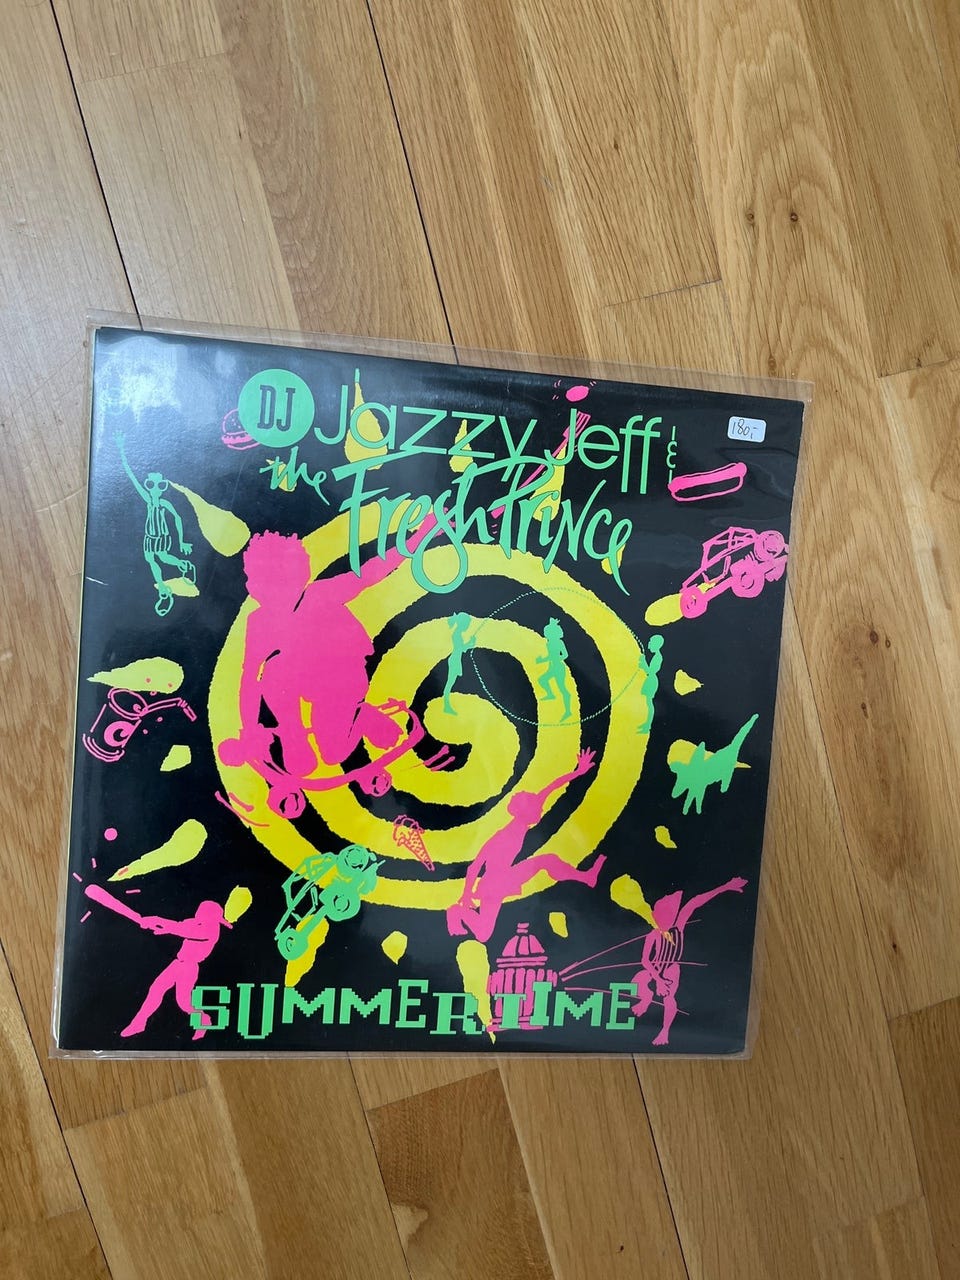 DJ Jazzy Jeff &
the Fresh Prince
180,-
SUMMERTIME